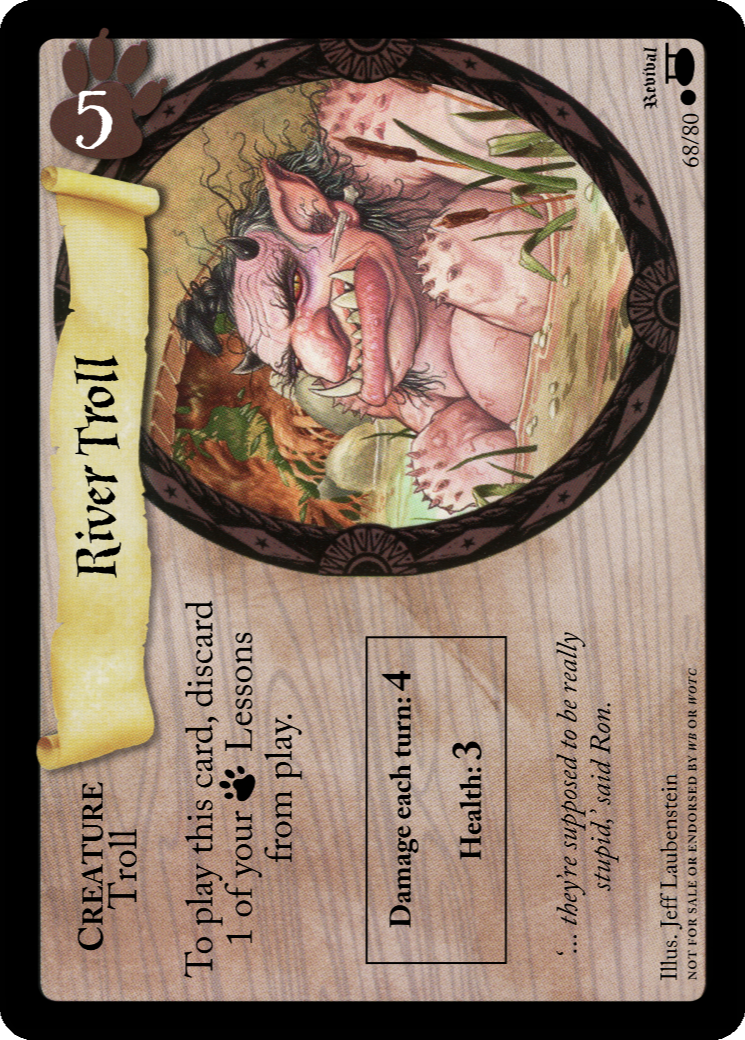 5
River Troll
CREATURE
Troll
To play this card, discard
1 of your Lessons
from play.
Damage each turn: 4
Health: 3
‘... they’re supposed to be really
stupid,’ said Ron.
Illus. Jeff Laubenstein
NOT FOR SALE OR ENDORSED BY WB OR WOTC
Revival
68/80